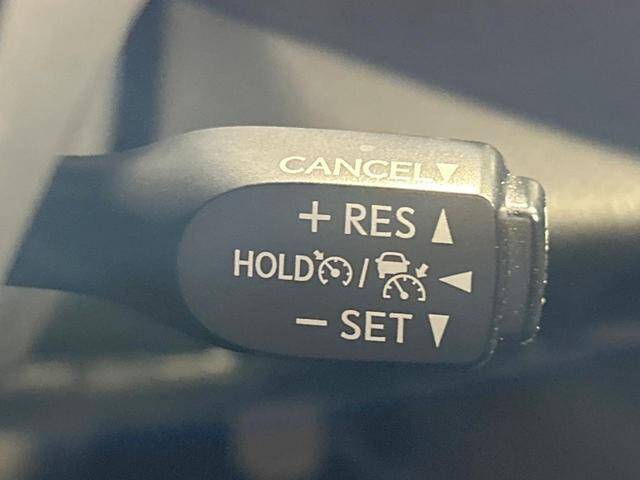 CANCEL▼
+ RES ▲
HOLD / ◀
− SET ▼